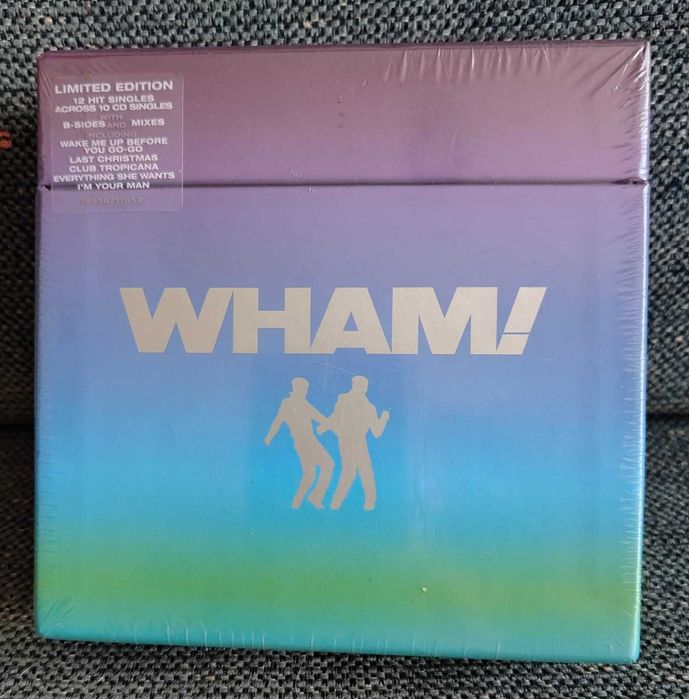 LIMITED EDITION
12 HIT SINGLES
ACROSS 10 CD SINGLES
WITH
B-SIDES AND MIXES
INCLUDING
WAKE ME UP BEFORE
YOU GO-GO
LAST CHRISTMAS
CLUB TROPICANA
EVERYTHING SHE WANTS
I'M YOUR MAN
WHAM!